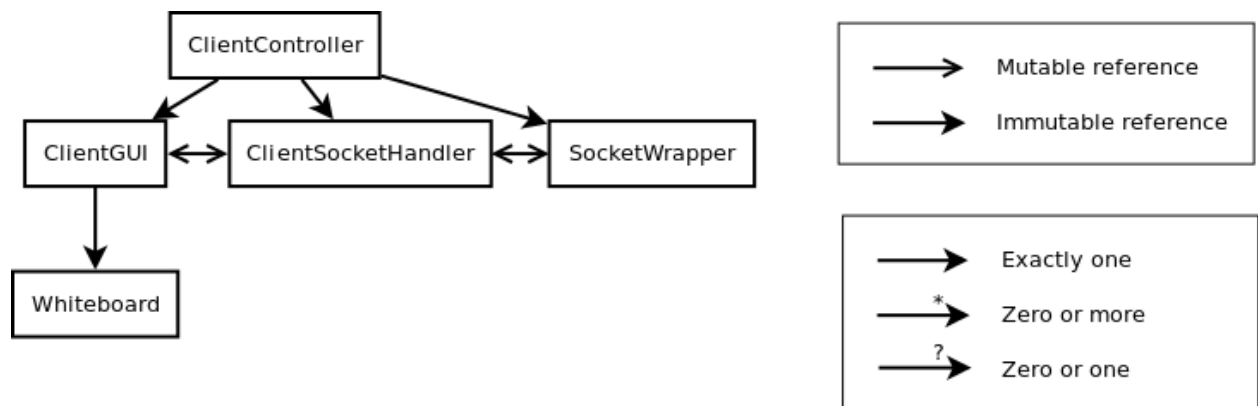 ClientController
ClientGUI
ClientSocketHandler
SocketWrapper
Whiteboard
Mutable reference
Immutable reference
Exactly one
*
Zero or more
?
Zero or one